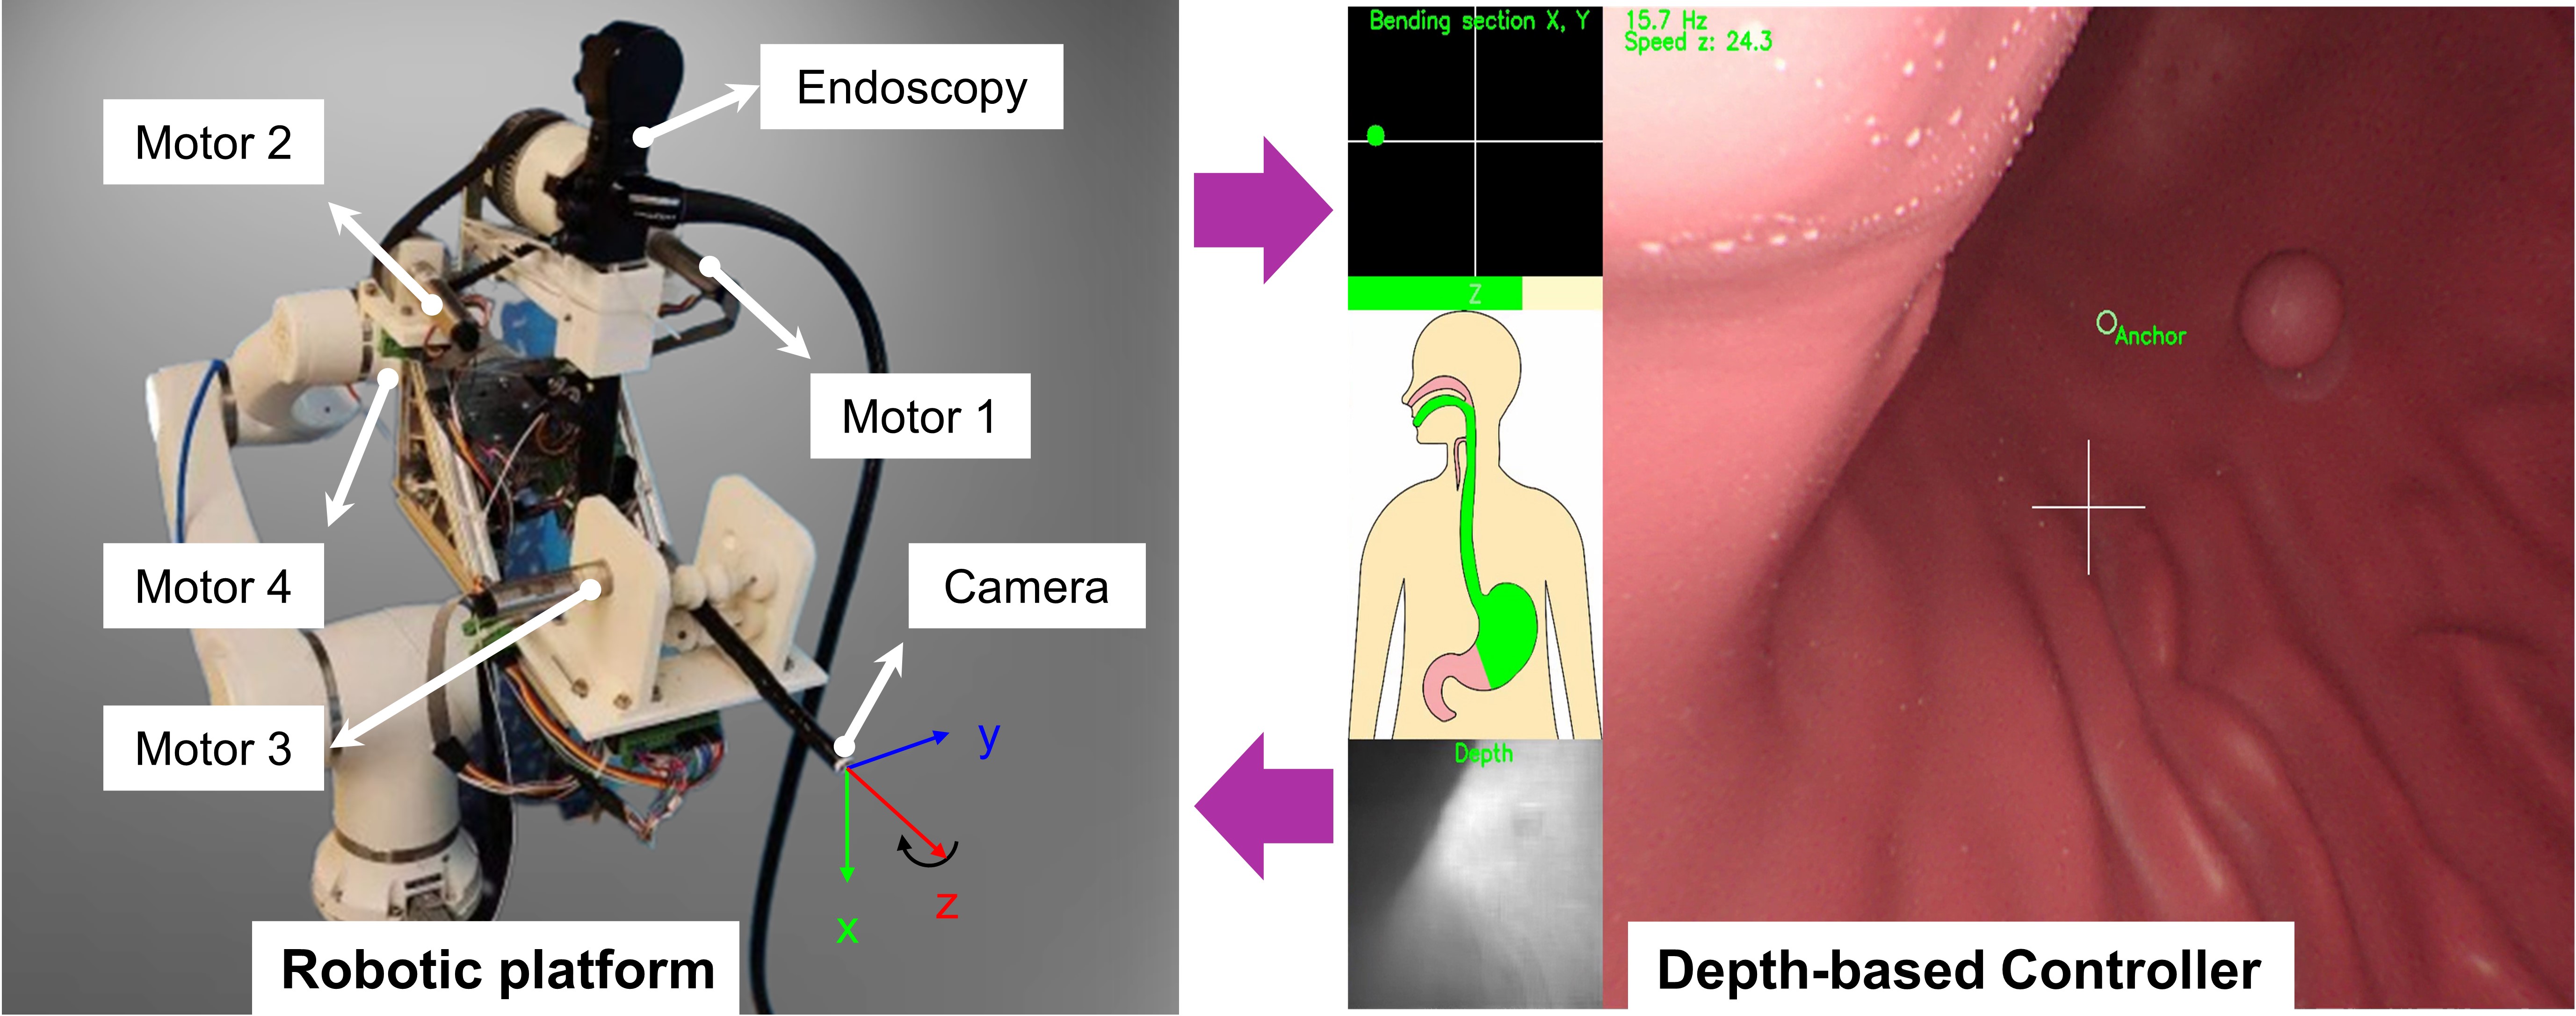 Endoscopy
Motor 2
Motor 1
Motor 4
Camera
Motor 3
y
z
x
Robotic platform
Bending section X, Y
15.7 Hz
Speed z: 24.3
Z
Anchor
Depth
Depth-based Controller